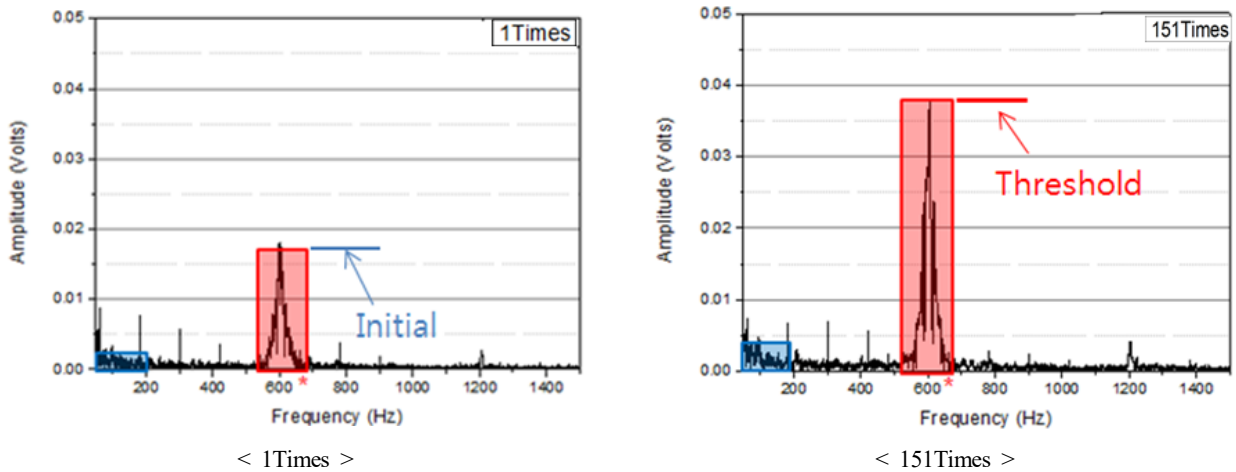 1Times
0.05
0.04
0.03
0.02
0.01
0.00
Amplitude (Volts)
Initial
*
200 400 600 800 1000 1200 1400
Frequency (Hz)
< 1Times >
151Times
0.05
0.04
0.03
0.02
0.01
0.00
Amplitude (Volts)
Threshold
*
200 400 600 800 1000 1200 1400
Frequency (Hz)
< 151Times >